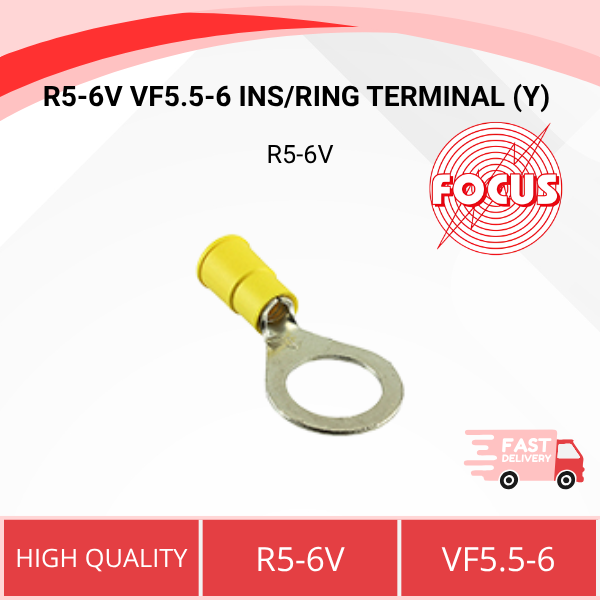 R5-6V VF5.5-6 INS/RING TERMINAL (Y)
R5-6V
FOCUS
FAST
DELIVERY
HIGH QUALITY
R5-6V
VF5.5-6